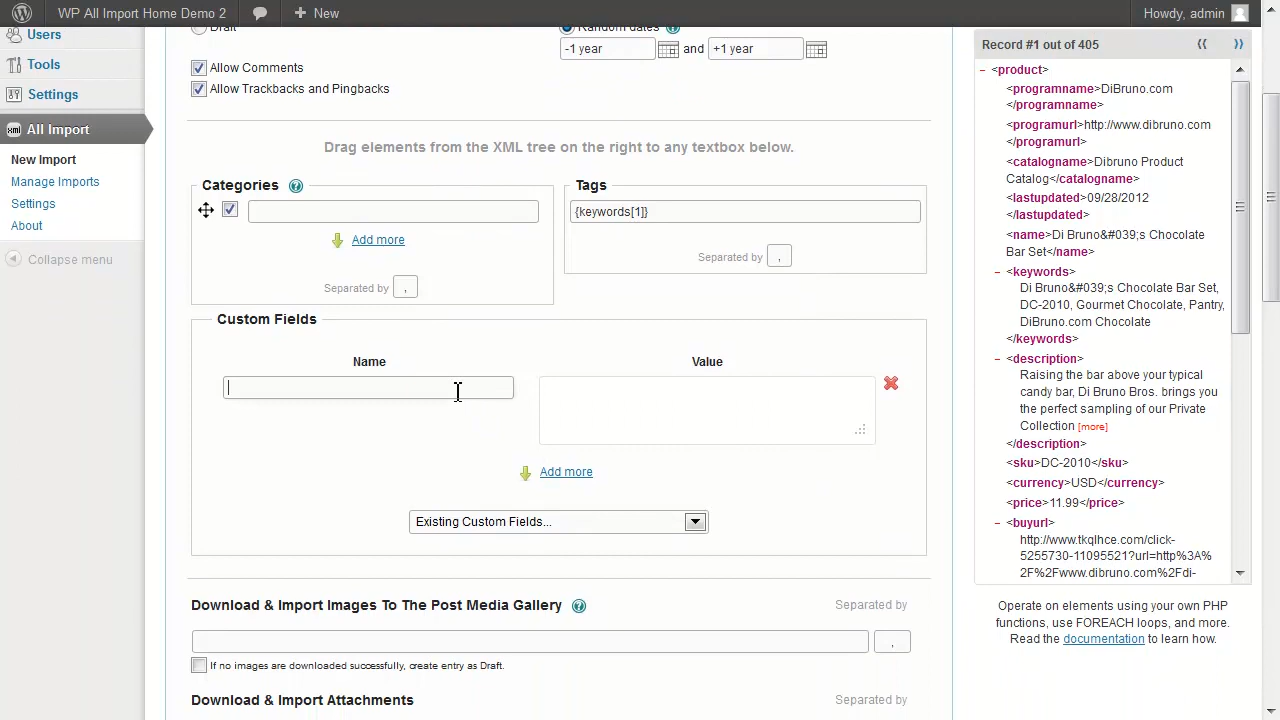 WP All Import Home Demo 2
New
Howdy, admin
Users
Tools
Settings
All Import
New Import
Manage Imports
Settings
About
Collapse menu
Draft
Random dates
-1 year
and
+1 year
Allow Comments
Allow Trackbacks and Pingbacks
Drag elements from the XML tree on the right to any textbox below.
Categories
Add more
Separated by ,
Tags
{keywords[1]}
Separated by ,
Custom Fields
Name
Value
Add more
Existing Custom Fields...
Download & Import Images To The Post Media Gallery
Separated by
,
If no images are downloaded successfully, create entry as Draft.
Download & Import Attachments
Separated by
Record #1 out of 405
<product>
<programname>DiBruno.com
</programname>
<programurl>http://www.dibruno.com
</programurl>
<catalogname>Dibruno Product
Catalog</catalogname>
<lastupdated>09/28/2012
</lastupdated>
<name>Di Bruno&#039;s Chocolate
Bar Set</name>
<keywords>
Di Bruno&#039;s Chocolate Bar Set,
DC-2010, Gourmet Chocolate, Pantry,
DiBruno.com Chocolate
</keywords>
<description>
Raising the bar above your typical
candy bar, Di Bruno Bros. brings you
the perfect sampling of our Private
Collection [more]
</description>
<sku>DC-2010</sku>
<currency>USD</currency>
<price>11.99</price>
<buyurl>
http://www.tkqlhce.com/click-
5255730-11095521?url=http%3A%
2F%2Fwww.dibruno.com%2Fdi-
Operate on elements using your own PHP
functions, use FOREACH loops, and more.
Read the documentation to learn how.